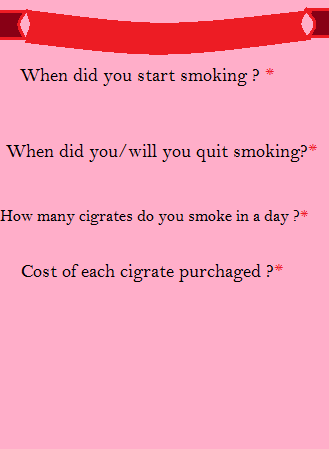 When did you start smoking ? *
When did you/will you quit smoking?*
How many cigrates do you smoke in a day ?*
Cost of each cigrate purchaged ?*